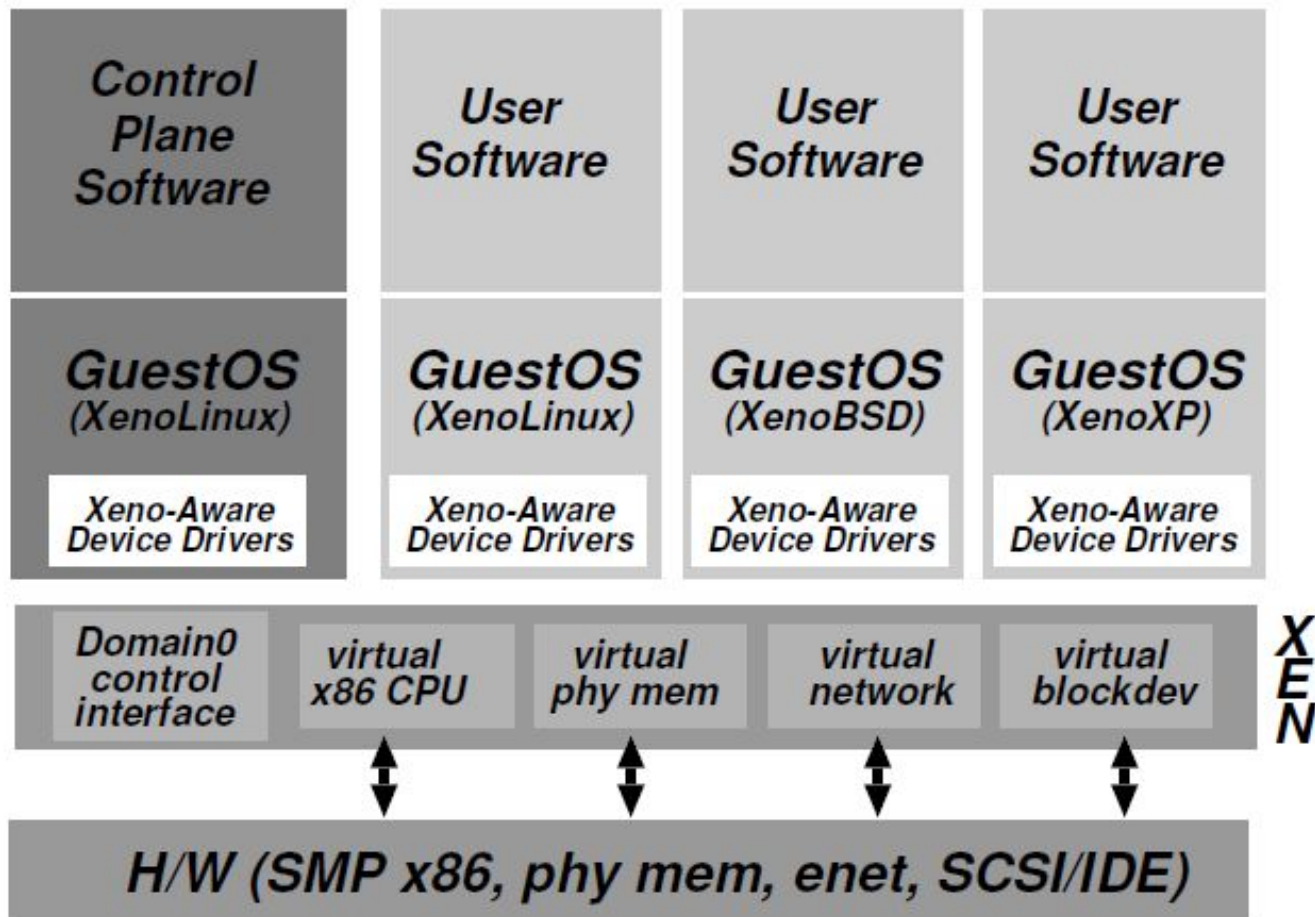 Control
Plane
Software
User
Software
User
Software
User
Software
GuestOS
(XenoLinux)
Xeno-Aware
Device Drivers
GuestOS
(XenoLinux)
Xeno-Aware
Device Drivers
GuestOS
(XenoBSD)
Xeno-Aware
Device Drivers
GuestOS
(XenoXP)
Xeno-Aware
Device Drivers
Domain0
control
interface
virtual
x86 CPU
virtual
phy mem
virtual
network
virtual
blockdev
XEN
H/W (SMP x86, phy mem, enet, SCSI/IDE)